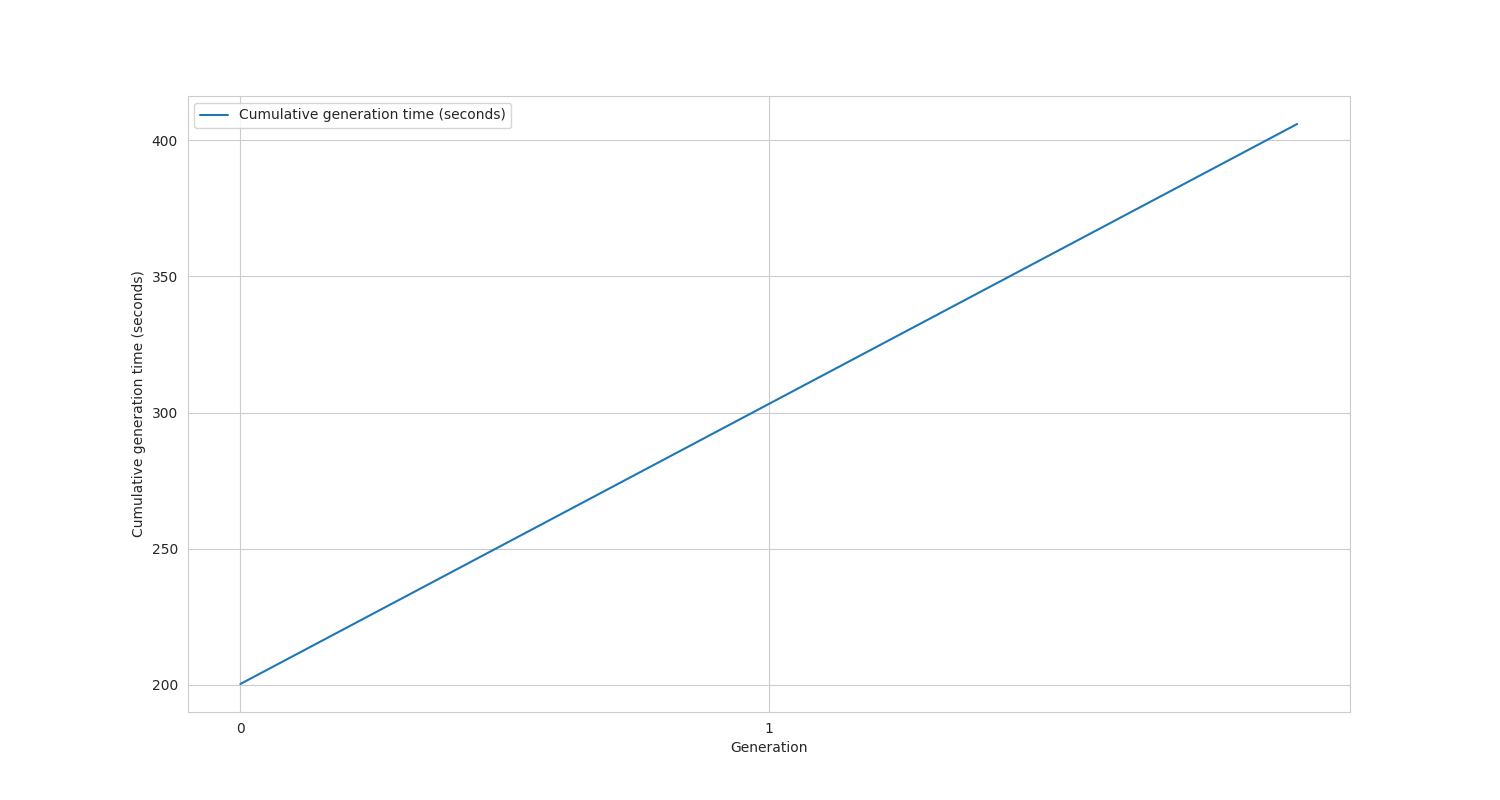 Cumulative generation time (seconds)
400
350
300
250
200
Cumulative generation time (seconds)
0
1
Generation